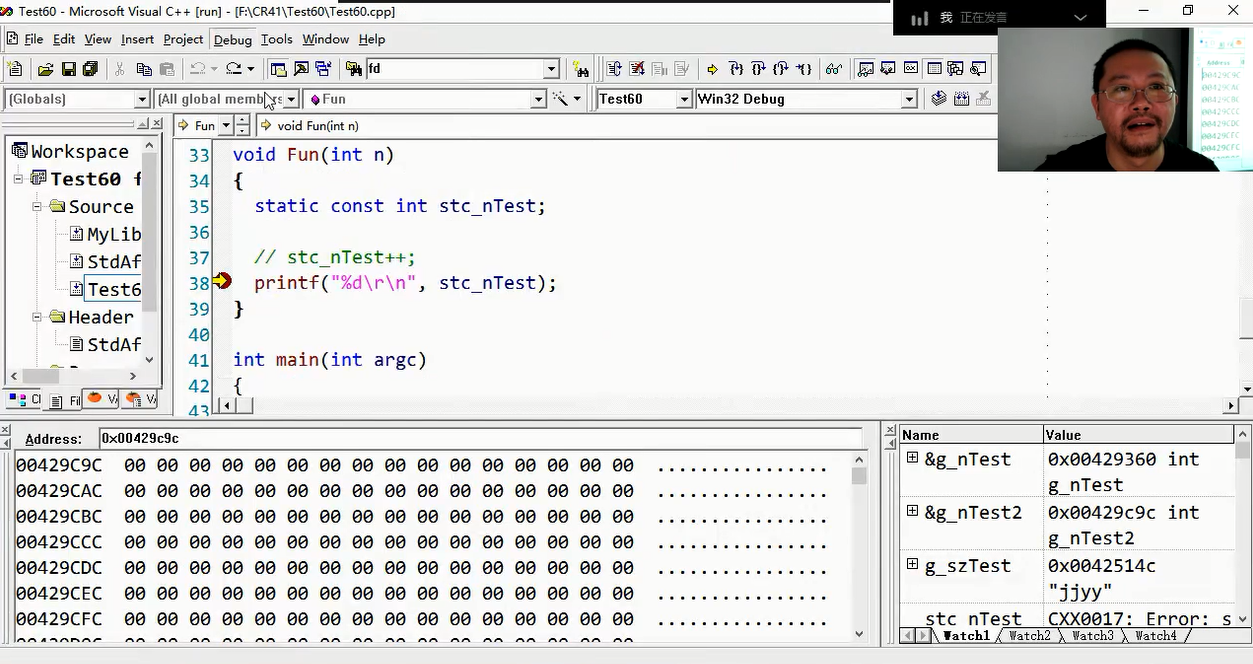 Test60 - Microsoft Visual C++ [run] - [F:\CR41\Test60\Test60.cpp]
我 正在发言
File Edit View Insert Project Debug Tools Window Help
fd
(Globals) (All global members Fun Test60 Win32 Debug
Fun void Fun(int n)
Workspace
Test60 f
Source
MyLib
StdAf
Test6
Header
StdAf
Fil
33 void Fun(int n)
34 {
35 static const int stc_nTest;
36
37 // stc_nTest++;
38 printf("%d\r\n", stc_nTest);
39 }
40
41 int main(int argc)
42 {
43
Address: 0x00429c9c
00429C9C 00 00 00 00 00 00 00 00 00 00 00 00 00 00 00 00 ................
00429CAC 00 00 00 00 00 00 00 00 00 00 00 00 00 00 00 00 ................
00429CBC 00 00 00 00 00 00 00 00 00 00 00 00 00 00 00 00 ................
00429CCC 00 00 00 00 00 00 00 00 00 00 00 00 00 00 00 00 ................
00429CDC 00 00 00 00 00 00 00 00 00 00 00 00 00 00 00 00 ................
00429CEC 00 00 00 00 00 00 00 00 00 00 00 00 00 00 00 00 ................
00429CFC 00 00 00 00 00 00 00 00 00 00 00 00 00 00 00 00 ................
Name Value
&g_nTest 0x00429360 int
g_nTest
&g_nTest2 0x00429c9c int
g_nTest2
g_szTest 0x0042514c
"jjyy"
stc_nTest CXX0017: Error: s
Watch1 Watch2 Watch3 Watch4